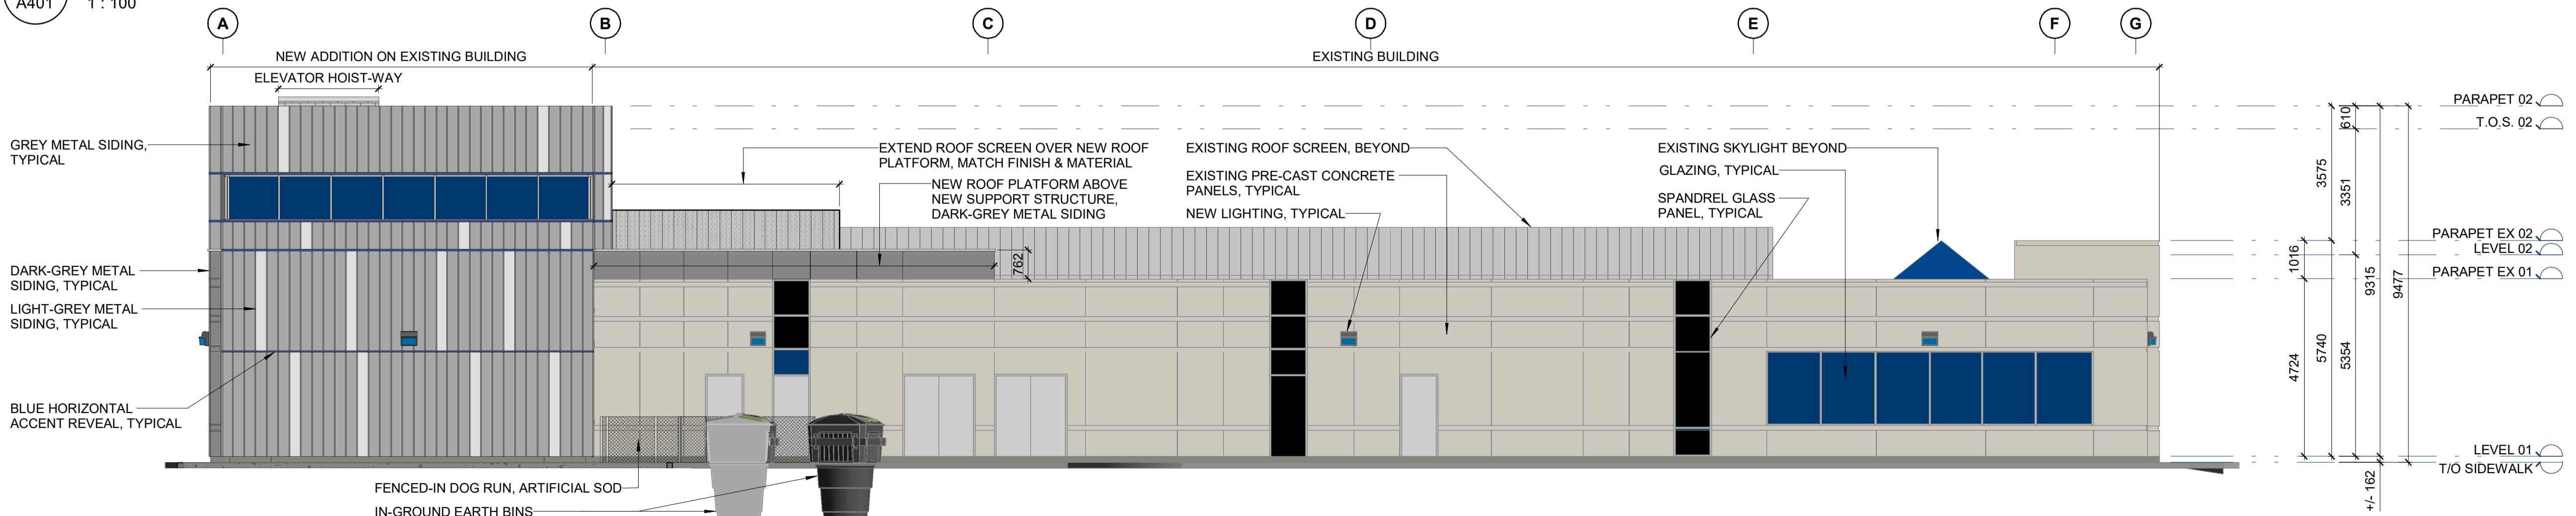 A401
1 : 100
A
B
C
D
E
F
G
NEW ADDITION ON EXISTING BUILDING
EXISTING BUILDING
ELEVATOR HOIST-WAY
GREY METAL SIDING,
TYPICAL
DARK-GREY METAL
SIDING, TYPICAL
LIGHT-GREY METAL
SIDING, TYPICAL
BLUE HORIZONTAL
ACCENT REVEAL, TYPICAL
EXTEND ROOF SCREEN OVER NEW ROOF
PLATFORM, MATCH FINISH & MATERIAL
NEW ROOF PLATFORM ABOVE
NEW SUPPORT STRUCTURE,
DARK-GREY METAL SIDING
762
EXISTING ROOF SCREEN, BEYOND
EXISTING PRE-CAST CONCRETE
PANELS, TYPICAL
NEW LIGHTING, TYPICAL
EXISTING SKYLIGHT BEYOND
GLAZING, TYPICAL
SPANDREL GLASS
PANEL, TYPICAL
FENCED-IN DOG RUN, ARTIFICIAL SOD
IN-GROUND EARTH BINS
1016
4724
3575
5740
610
3351
5354
9315
9477
+/- 162
PARAPET 02
T.O.S. 02
PARAPET EX 02
LEVEL 02
PARAPET EX 01
LEVEL 01
T/O SIDEWALK